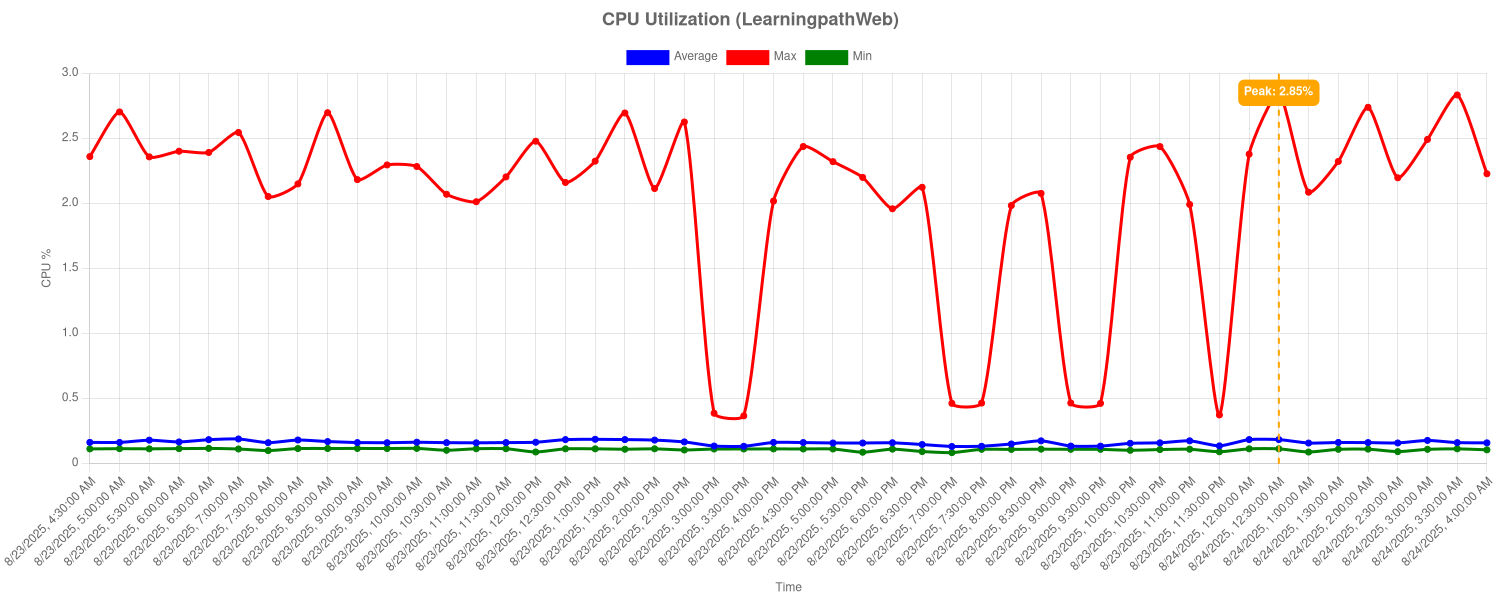 CPU Utilization (LearningpathWeb)
Average Max Min
3.0
Peak: 2.85%
2.5
2.0
1.5
1.0
0.5
0
CPU %
8/23/2025, 4:30:00 AM
8/23/2025, 5:00:00 AM
8/23/2025, 5:30:00 AM
8/23/2025, 6:00:00 AM
8/23/2025, 6:30:00 AM
8/23/2025, 7:00:00 AM
8/23/2025, 7:30:00 AM
8/23/2025, 8:00:00 AM
8/23/2025, 8:30:00 AM
8/23/2025, 9:00:00 AM
8/23/2025, 9:30:00 AM
8/23/2025, 10:00:00 AM
8/23/2025, 10:30:00 AM
8/23/2025, 11:00:00 AM
8/23/2025, 11:30:00 AM
8/23/2025, 12:00:00 PM
8/23/2025, 12:30:00 PM
8/23/2025, 1:00:00 PM
8/23/2025, 1:30:00 PM
8/23/2025, 2:00:00 PM
8/23/2025, 2:30:00 PM
8/23/2025, 3:00:00 PM
8/23/2025, 3:30:00 PM
8/23/2025, 4:00:00 PM
8/23/2025, 4:30:00 PM
8/23/2025, 5:00:00 PM
8/23/2025, 5:30:00 PM
8/23/2025, 6:00:00 PM
8/23/2025, 6:30:00 PM
8/23/2025, 7:00:00 PM
8/23/2025, 7:30:00 PM
8/23/2025, 8:00:00 PM
8/23/2025, 8:30:00 PM
8/23/2025, 9:00:00 PM
8/23/2025, 9:30:00 PM
8/23/2025, 10:00:00 PM
8/23/2025, 10:30:00 PM
8/23/2025, 11:00:00 PM
8/23/2025, 11:30:00 PM
8/24/2025, 12:00:00 AM
8/24/2025, 12:30:00 AM
8/24/2025, 1:00:00 AM
8/24/2025, 1:30:00 AM
8/24/2025, 2:00:00 AM
8/24/2025, 2:30:00 AM
8/24/2025, 3:00:00 AM
8/24/2025, 3:30:00 AM
8/24/2025, 4:00:00 AM
Time